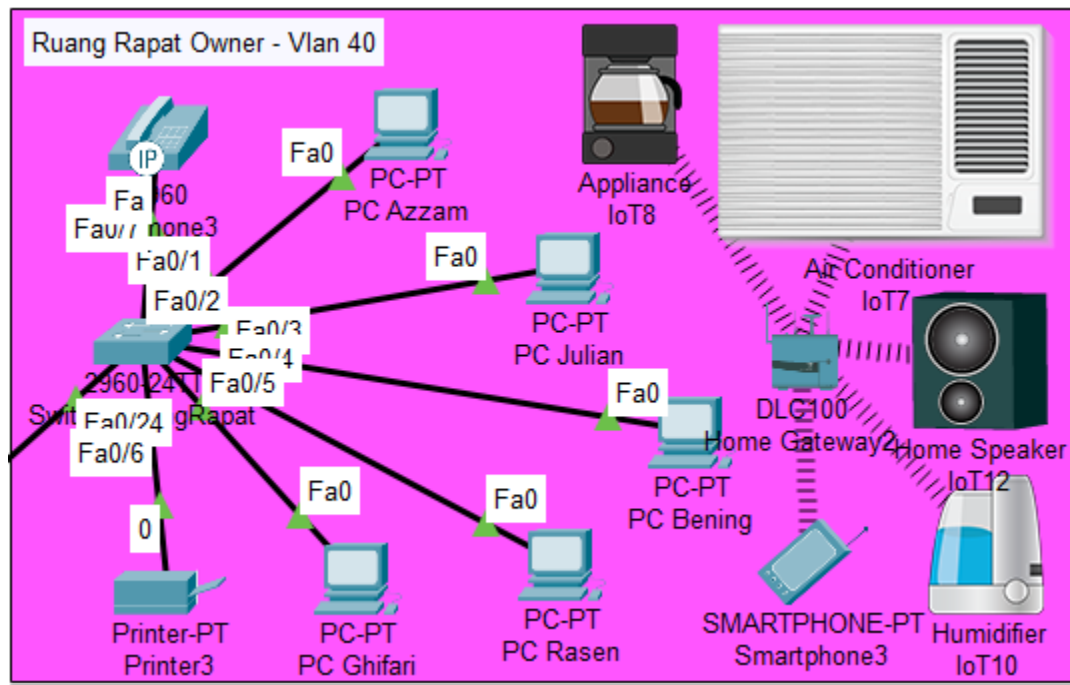 Ruang Rapat Owner - Vlan 40
IP
Fa0
PC-PT
PC Azzam
Appliance
IoT8
Fa0/1
Fa0/2
Fa0
PC-PT
PC Julian
Air Conditioner
IoT7
Fa0/3
Fa0/4
Fa0/5
Fa0/24
Fa0/6
Fa0
PC-PT
PC Bening
DLC100
Home Gateway2
Home Speaker
IoT12
0
Printer-PT
Printer3
Fa0
PC-PT
PC Ghifari
Fa0
PC-PT
PC Rasen
SMARTPHONE-PT
Smartphone3
Humidifier
IoT10